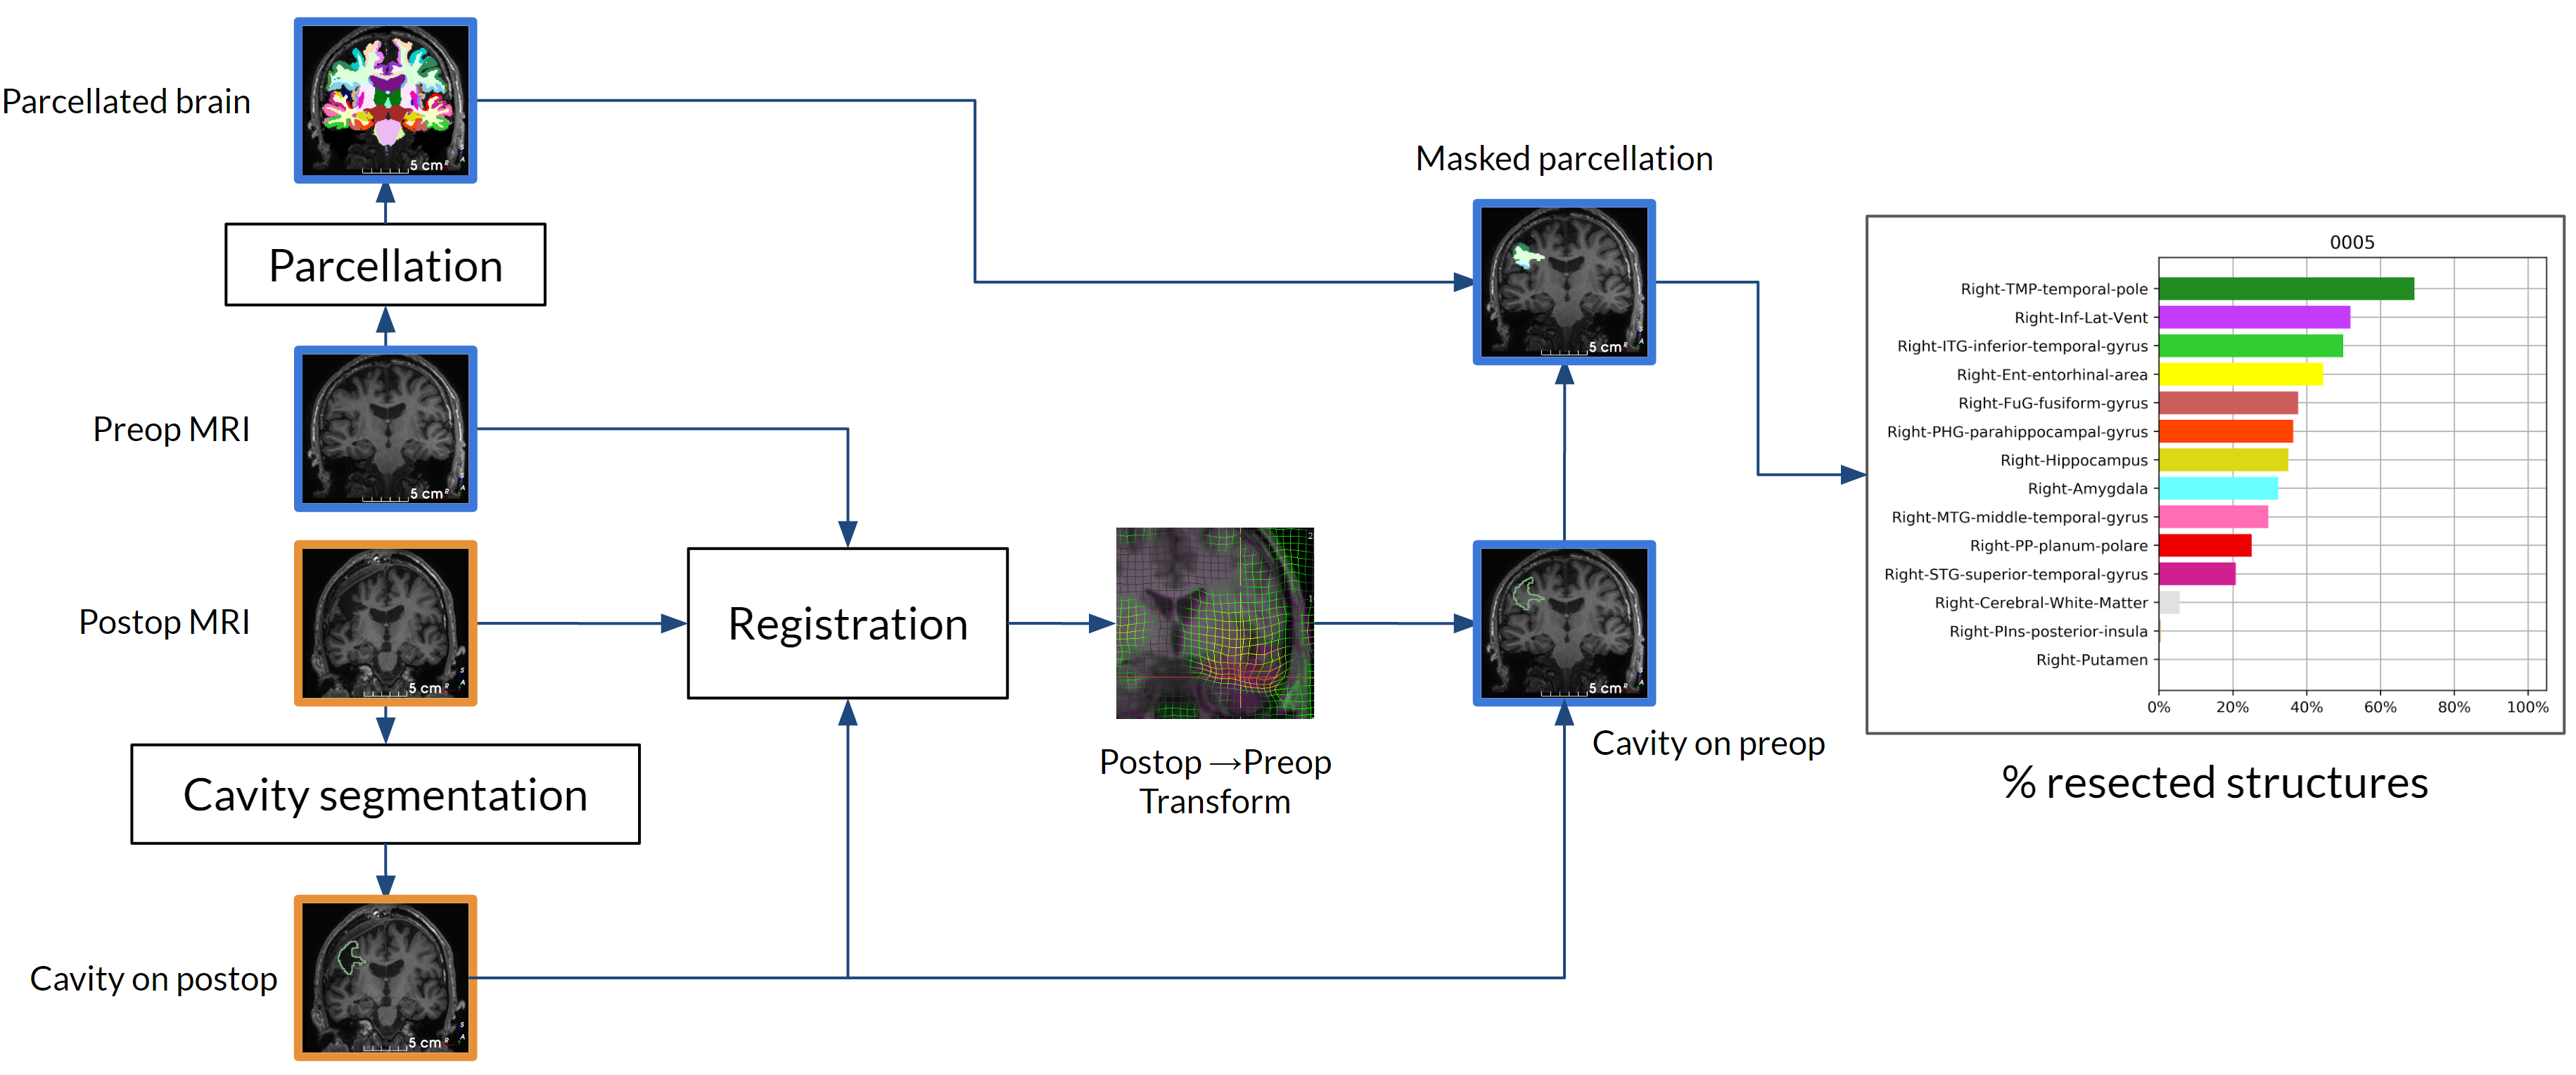 Parcellated brain
5 cm
R
S
A
Parcellation
Preop MRI
5 cm
R
S
A
Postop MRI
5 cm
R
S
A
Cavity segmentation
Cavity on postop
5 cm
R
S
A
Registration
2
1
Postop →Preop
Transform
Masked parcellation
5 cm
R
S
A
5 cm
R
S
A
Cavity on preop
0005
Right-TMP-temporal-pole
Right-Inf-Lat-Vent
Right-ITG-inferior-temporal-gyrus
Right-Ent-entorhinal-area
Right-FuG-fusiform-gyrus
Right-PHG-parahippocampal-gyrus
Right-Hippocampus
Right-Amygdala
Right-MTG-middle-temporal-gyrus
Right-PP-planum-polare
Right-STG-superior-temporal-gyrus
Right-Cerebral-White-Matter
Right-PIns-posterior-insula
Right-Putamen
0% 20% 40% 60% 80% 100%
% resected structures